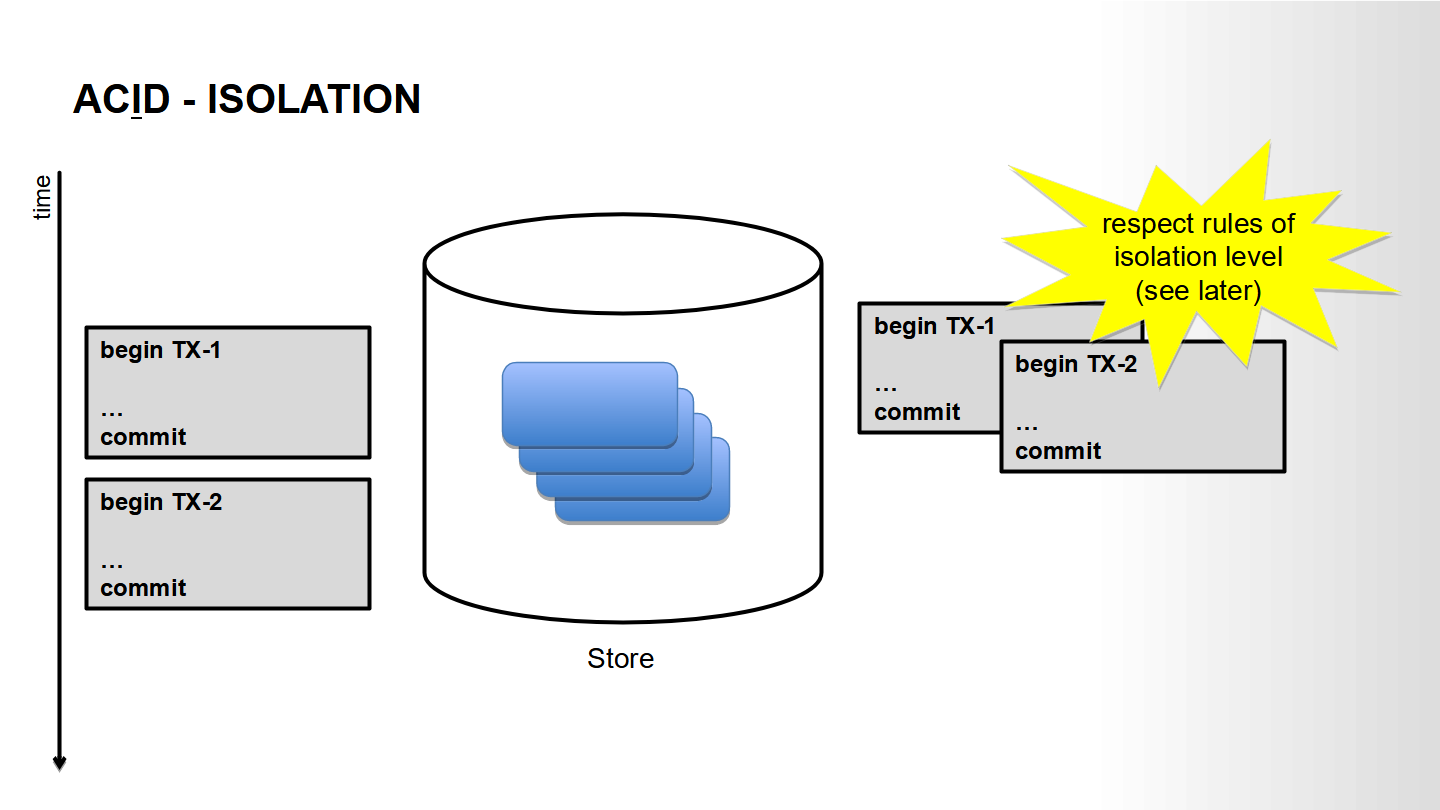 ACID - ISOLATION
time
begin TX-1
…
commit
begin TX-2
…
commit
Store
respect rules of
isolation level
(see later)
begin TX-1
…
commit
begin TX-2
…
commit